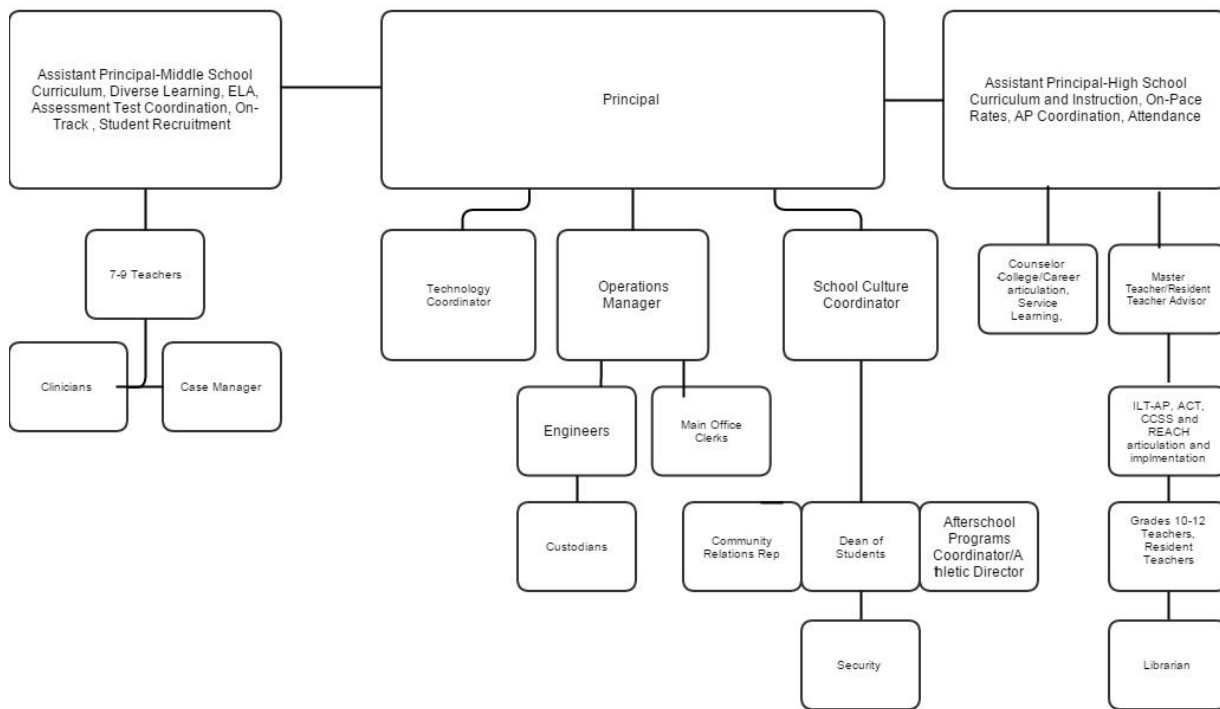 Assistant Principal-Middle School
Curriculum, Diverse Learning, ELA,
Assessment Test Coordination, On-
Track , Student Recruitment
Principal
Assistant Principal-High School
Curriculum and Instruction, On-Pace
Rates, AP Coordination, Attendance
7-9 Teachers
Technology
Coordinator
Operations
Manager
School Culture
Coordinator
Counselor
-College/Career
articulation,
Service
Learning,
Master
Teacher/Resident
Teacher Advisor
Clinicians
Case Manager
Engineers
Main Office
Clerks
ILT-AP, ACT,
CCSS and
REACH
articulation and
implmentation
Custodians
Community
Relations Rep
Dean of
Students
Afterschool
Programs
Coordinator/A
thletic Director
Grades 10-12
Teachers,
Resident
Teachers
Security
Librarian